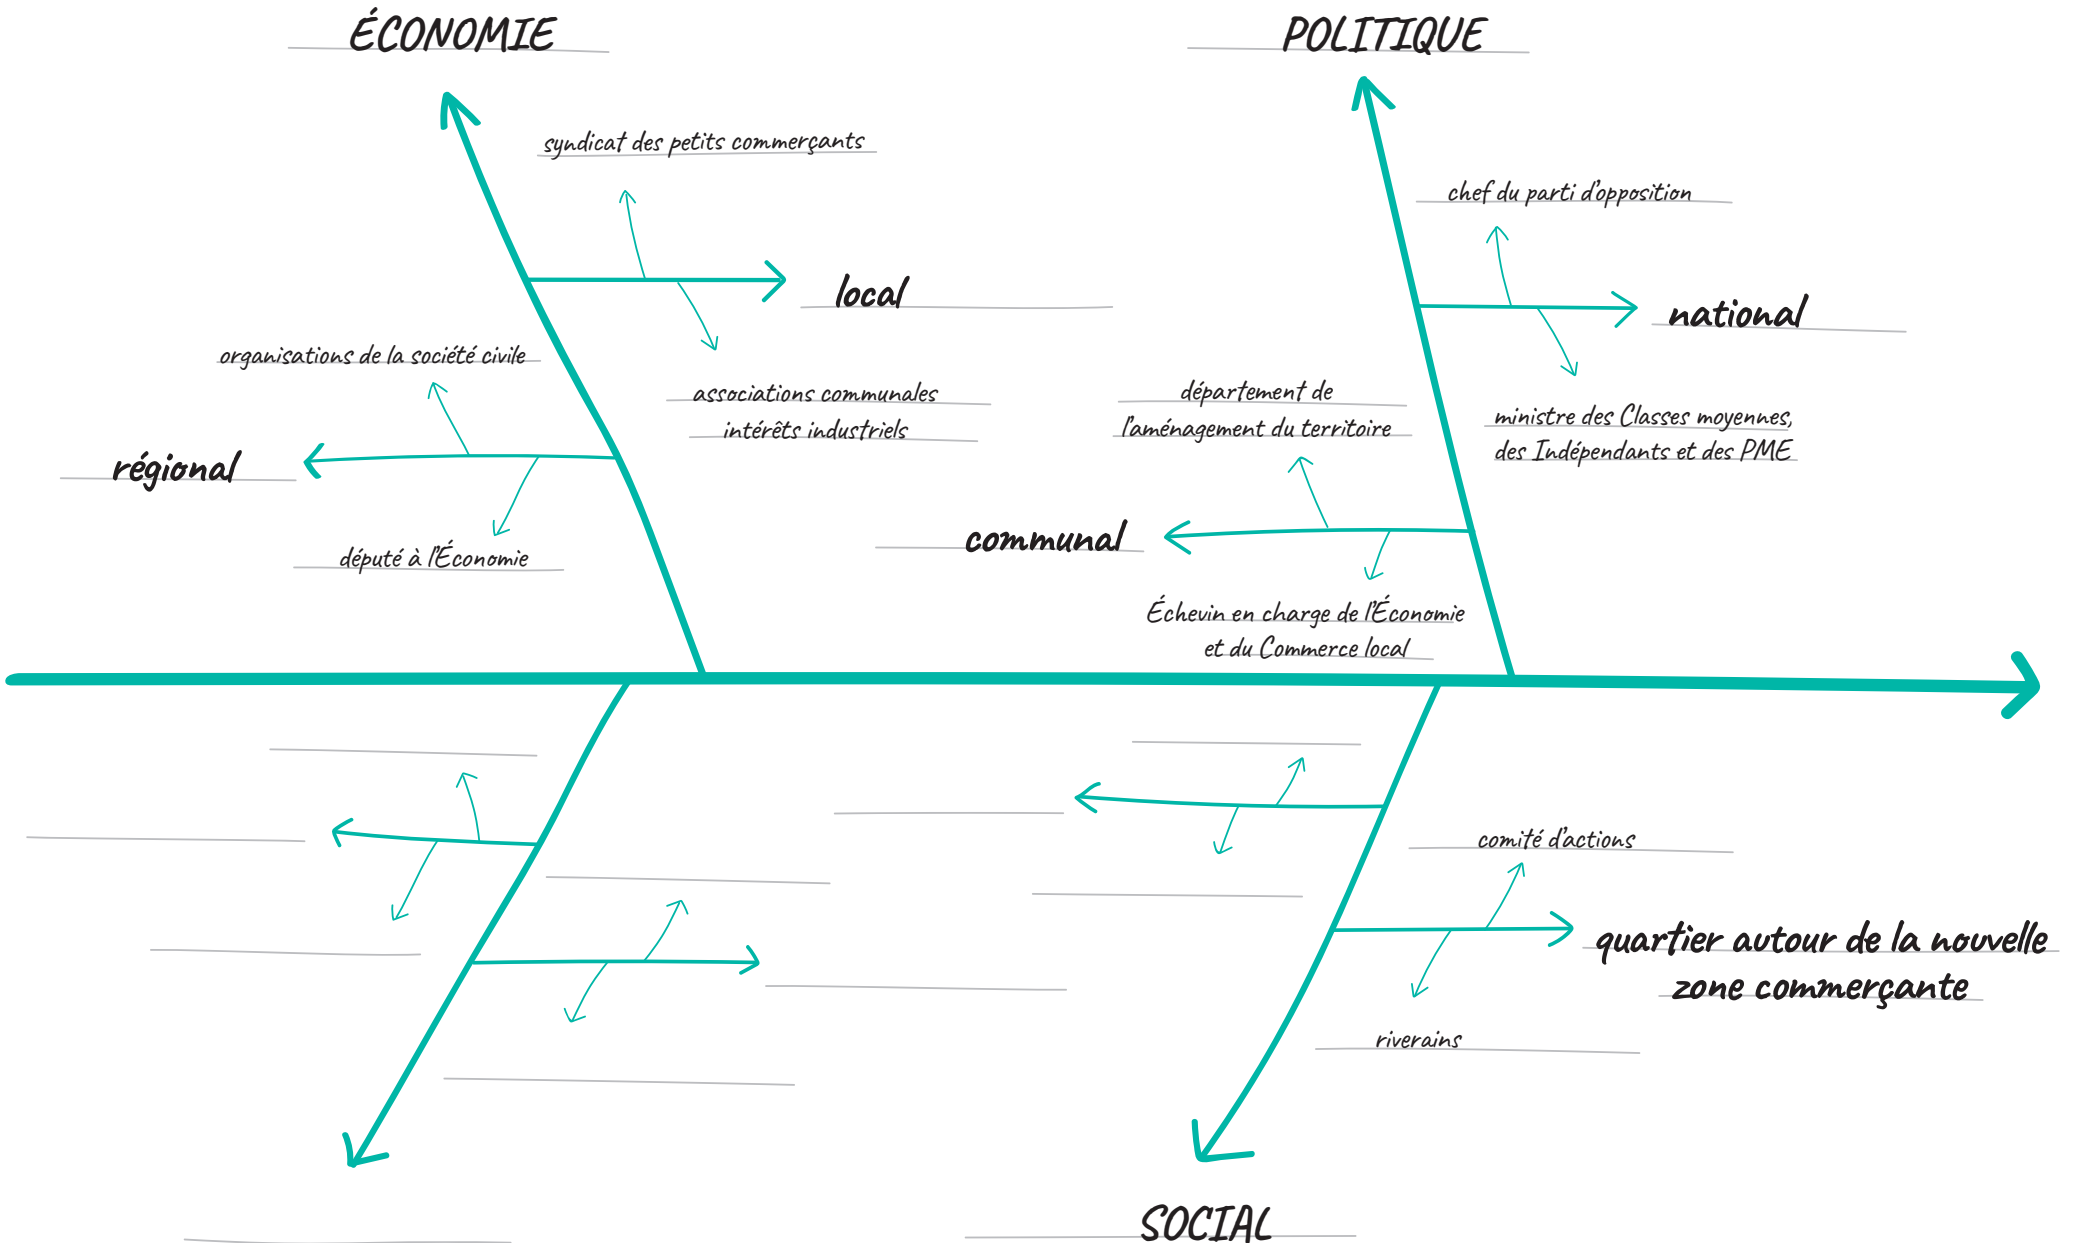 ÉCONOMIE
POLITIQUE
syndicat des petits commerçants
chef du parti d'opposition
local
national
organisations de la société civile
associations communales
intérêts industriels
département de
l'aménagement du territoire
ministre des Classes moyennes,
des Indépendants et des PME
régional
communal
député à l'Économie
Échevin en charge de l'Économie
et du Commerce local
comité d'actions
quartier autour de la nouvelle
zone commerçante
riverains
SOCIAL